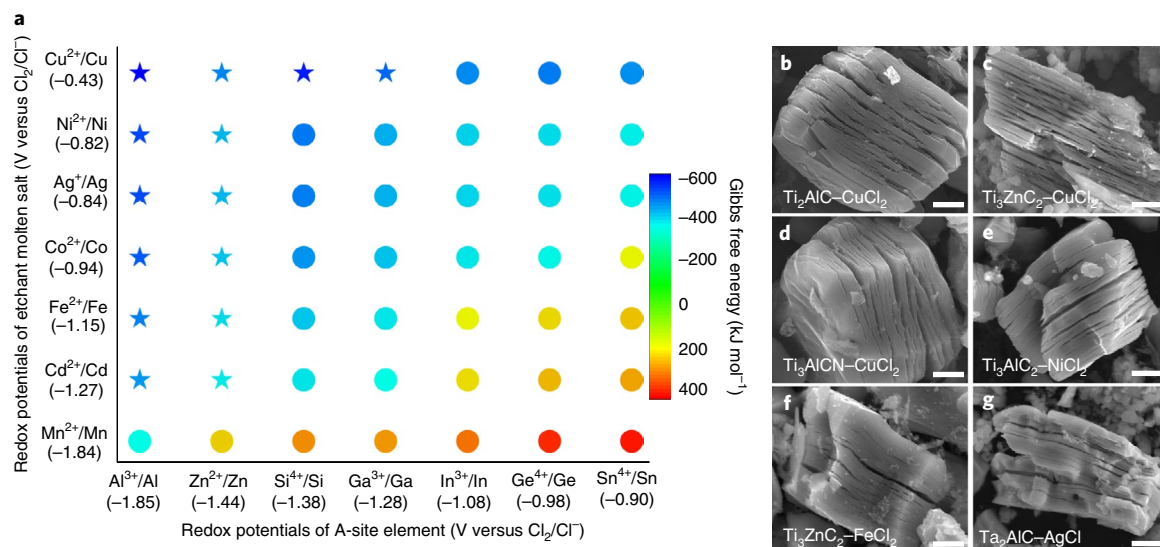 a
Redox potentials of etchant molten salt (V versus Cl₂/Cl⁻)
Cu²⁺/Cu
(−0.43)
Ni²⁺/Ni
(−0.82)
Ag⁺/Ag
(−0.84)
Co²⁺/Co
(−0.94)
Fe²⁺/Fe
(−1.15)
Cd²⁺/Cd
(−1.27)
Mn²⁺/Mn
(−1.84)
Al³⁺/Al
(−1.85)
Zn²⁺/Zn
(−1.44)
Si⁴⁺/Si
(−1.38)
Ga³⁺/Ga
(−1.28)
In³⁺/In
(−1.08)
Ge⁴⁺/Ge
(−0.98)
Sn⁴⁺/Sn
(−0.90)
Redox potentials of A-site element (V versus Cl₂/Cl⁻)
−600
−400
−200
0
200
400
Gibbs free energy (kJ mol⁻¹)
b
Ti₂AlC–CuCl₂
c
Ti₃ZnC₂–CuCl₂
d
Ti₃AlCN–CuCl₂
e
Ti₃AlC₂–NiCl₂
f
Ti₃ZnC₂–FeCl₂
g
Ta₂AlC–AgCl